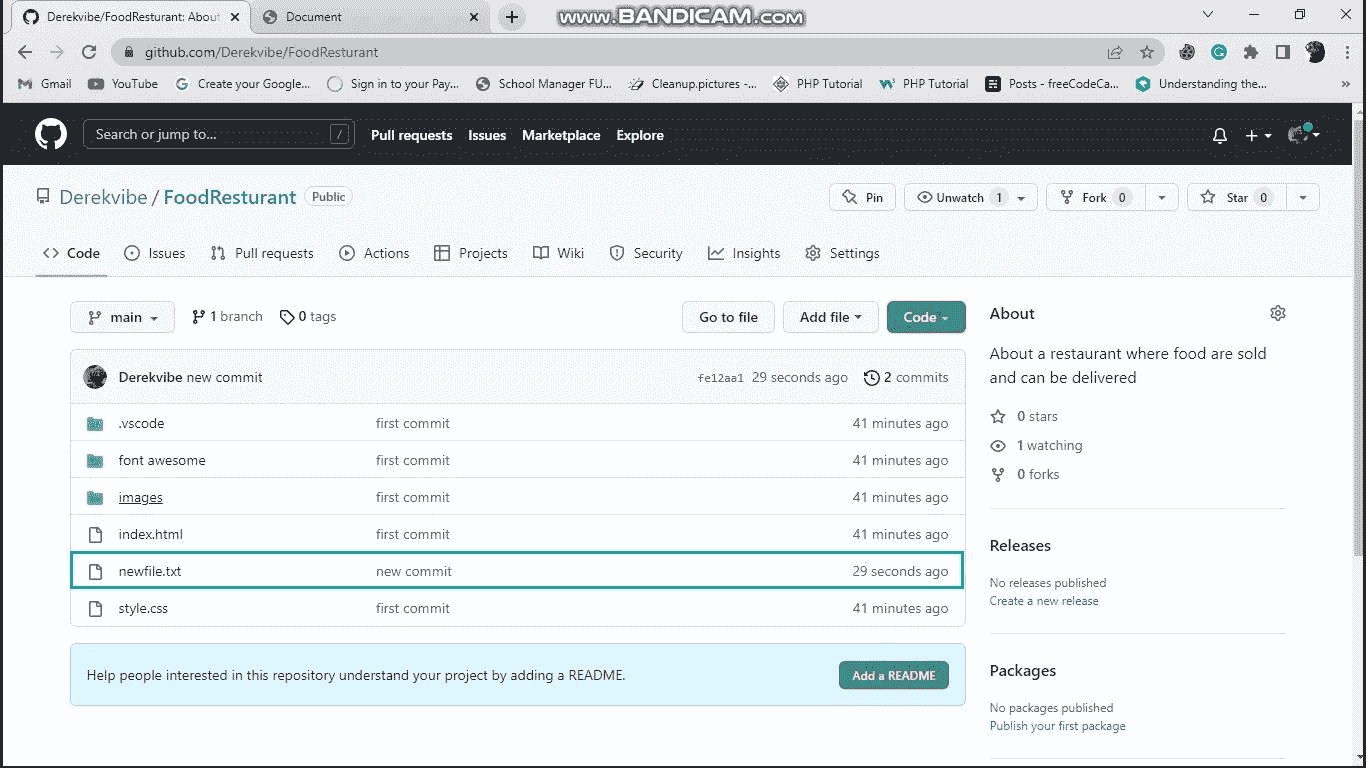 Derekvibe/FoodResturant: Abou
Document
www.BANDICAM.com
github.com/Derekvibe/FoodResturant
Gmail
YouTube
Create your Google...
Sign in to your Pay...
School Manager FU...
Cleanup.pictures -...
PHP Tutorial
PHP Tutorial
Posts - freeCodeCa...
Understanding the...
»
Search or jump to...
/
Pull requests
Issues
Marketplace
Explore
Derekvibe / FoodResturant
Public
Pin
Unwatch 1
Fork 0
Star 0
Code
Issues
Pull requests
Actions
Projects
Wiki
Security
Insights
Settings
main
1 branch
0 tags
Go to file
Add file
Code
Derekvibe new commit
fe12aa1 29 seconds ago
2 commits
.vscode first commit 41 minutes ago
font awesome first commit 41 minutes ago
images first commit 41 minutes ago
index.html first commit 41 minutes ago
newfile.txt new commit 29 seconds ago
style.css first commit 41 minutes ago
Help people interested in this repository understand your project by adding a README.
Add a README
About
About a restaurant where food are sold
and can be delivered
0 stars
1 watching
0 forks
Releases
No releases published
Create a new release
Packages
No packages published
Publish your first package